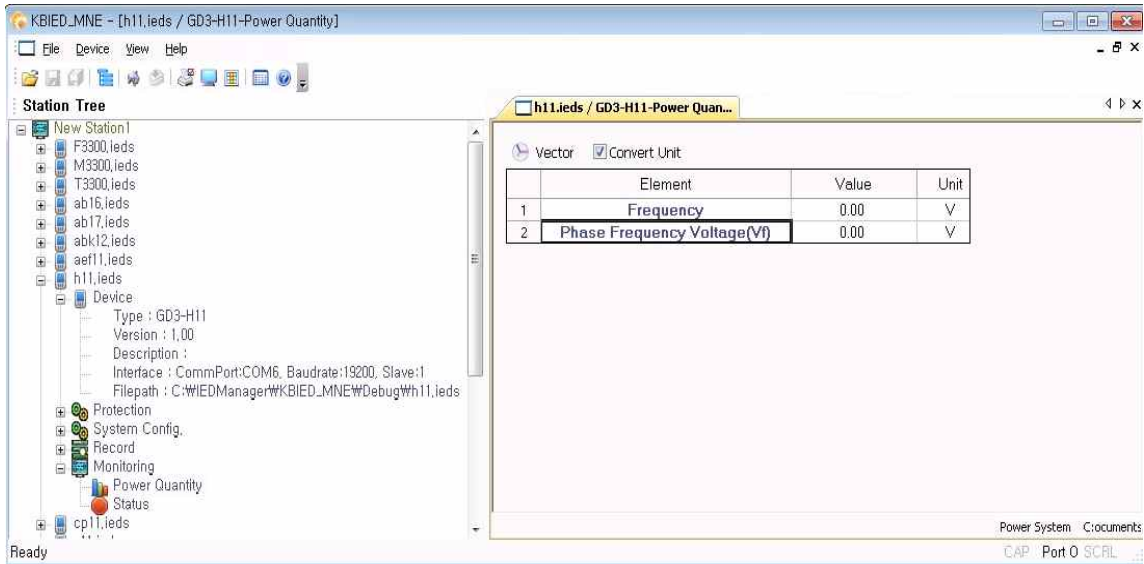 KBIED_MNE - [h11.ieds / GD3-H11-Power Quantity]
File Device View Help
Station Tree
New Station1
F3300.ieds
M3300.ieds
T3300.ieds
ab16.ieds
ab17.ieds
abk12.ieds
aef11.ieds
h11.ieds
Device
Type : GD3-H11
Version : 1.00
Description :
Interface : CommPort:COM6, Baudrate:19200, Slave:1
Filepath : C:₩IEDManager₩KBIED_MNE₩Debug₩h11.ieds
Protection
System Config.
Record
Monitoring
Power Quantity
Status
cp11.ieds
h11.ieds / GD3-H11-Power Quan...
Vector Convert Unit
Element Value Unit
1 Frequency 0.00 V
2 Phase Frequency Voltage(Vf) 0.00 V
Power System C:ocuments
Ready CAP Port O SCRL